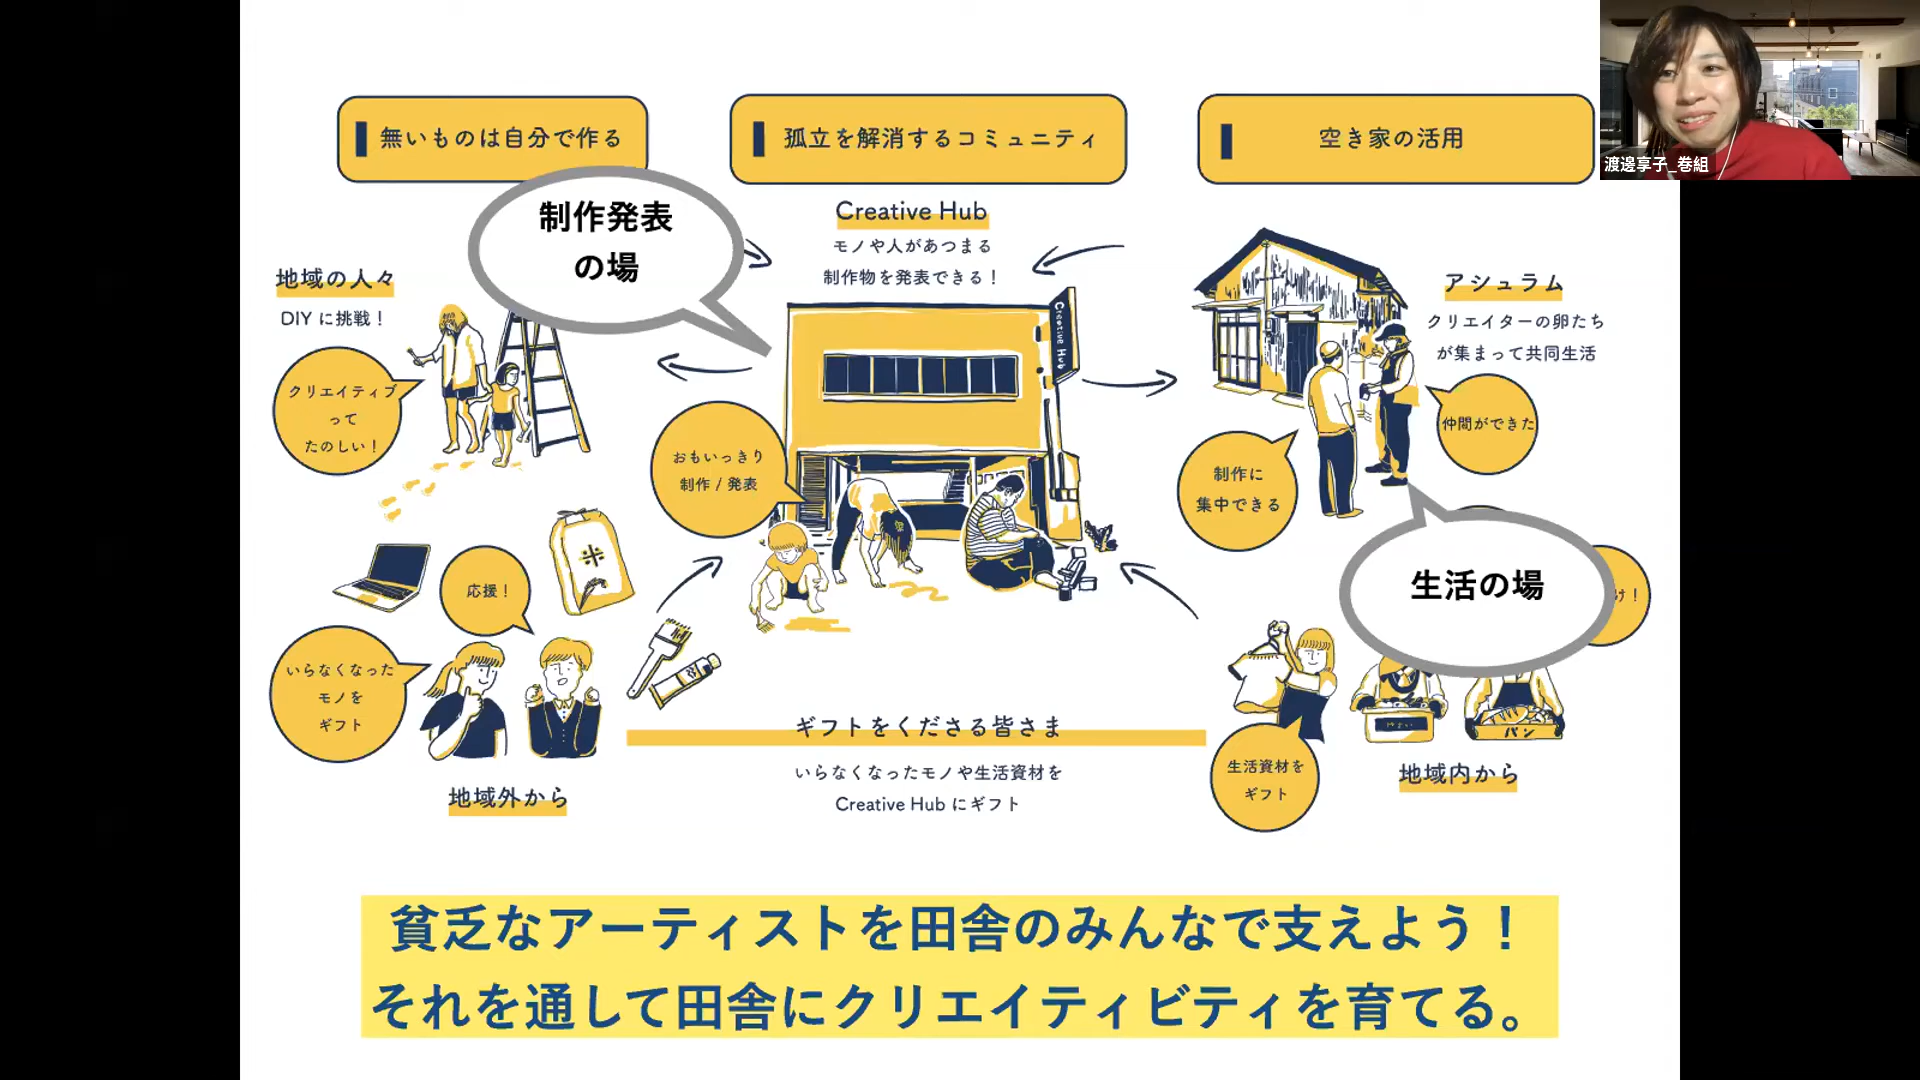 無いものは自分で作る
孤立を解消するコミュニティ
空き家の活用
渡邊享子_巻組
制作発表
の場
Creative Hub
モノや人があつまる
制作物を発表できる！
地域の人々
DIY に挑戦！
アシュラム
クリエイターの卵たち
が集まって共同生活
Creative Hub
クリエイティブ
って
たのしい！
おもいっきり
制作 / 発表
仲間ができた
制作に
集中できる
米
応援！
生活の場
け！
いらなくなった
モノを
ギフト
ギフトをくださる皆さま
いらなくなったモノや生活資材を
Creative Hub にギフト
パン
生活資材を
ギフト
地域外から
地域内から
貧乏なアーティストを田舎のみんなで支えよう！
それを通して田舎にクリエイティビティを育てる。